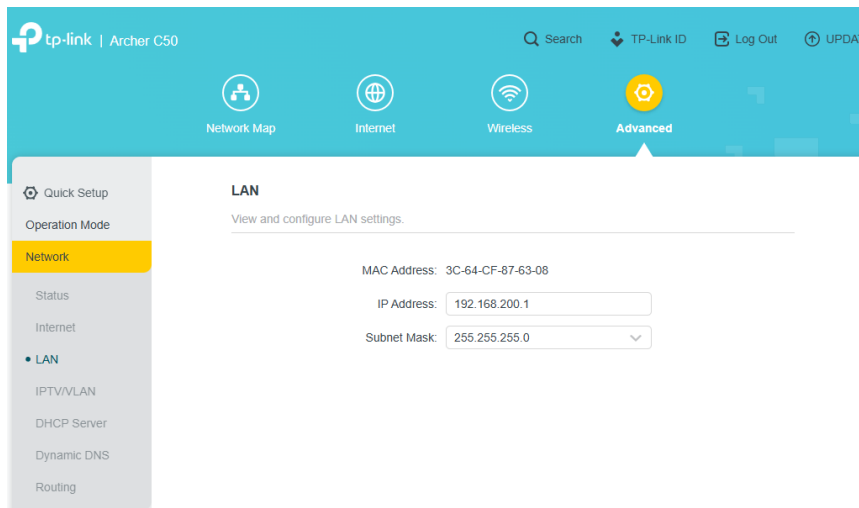 tp-link | Archer C50
Search TP-Link ID Log Out UPDA
Network Map Internet Wireless Advanced
Quick Setup
Operation Mode
Network
Status
Internet
LAN
IPTV/VLAN
DHCP Server
Dynamic DNS
Routing
LAN
View and configure LAN settings.
MAC Address: 3C-64-CF-87-63-08
IP Address: 192.168.200.1
Subnet Mask: 255.255.255.0